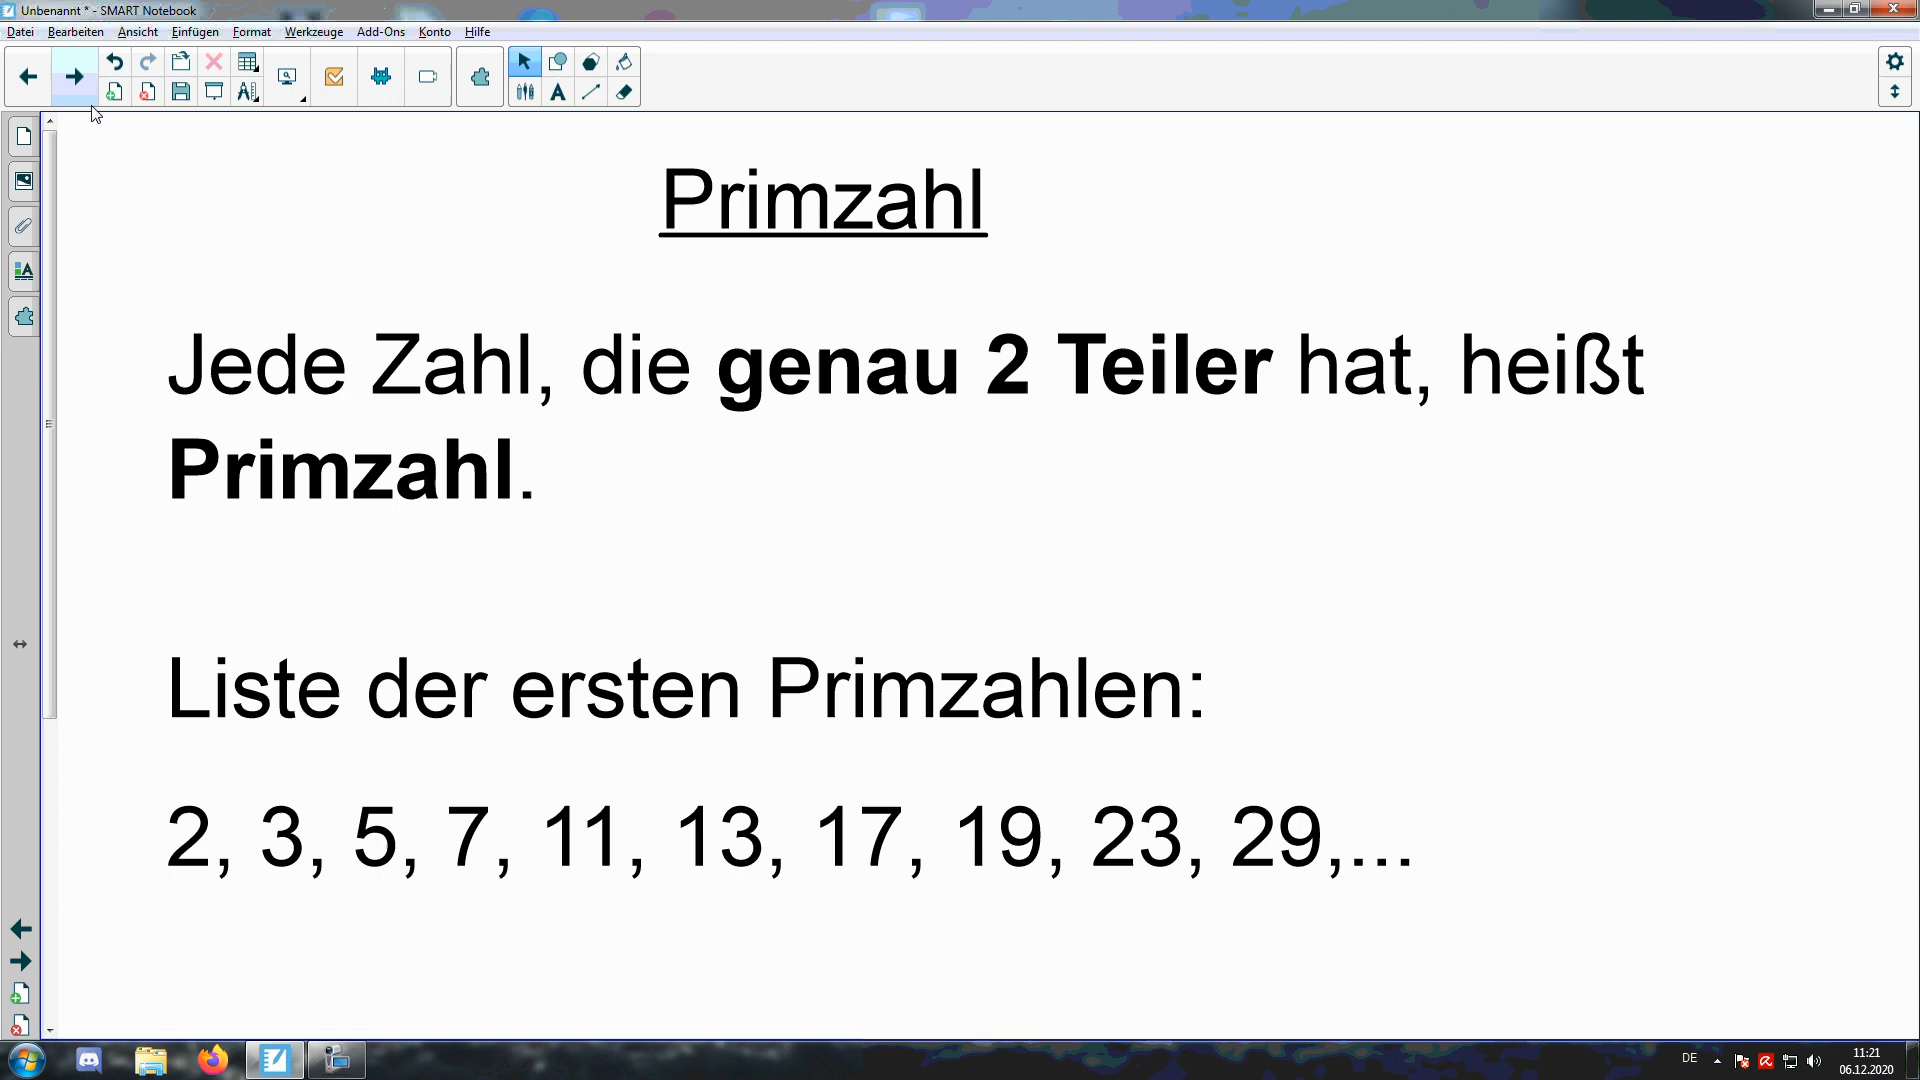 Unbenannt * - SMART Notebook
Datei Bearbeiten Ansicht Einfügen Format Werkzeuge Add-Ons Konto Hilfe
Primzahl
Jede Zahl, die genau 2 Teiler hat, heißt
Primzahl.
Liste der ersten Primzahlen:
2, 3, 5, 7, 11, 13, 17, 19, 23, 29,...
DE
11:21
06.12.2020